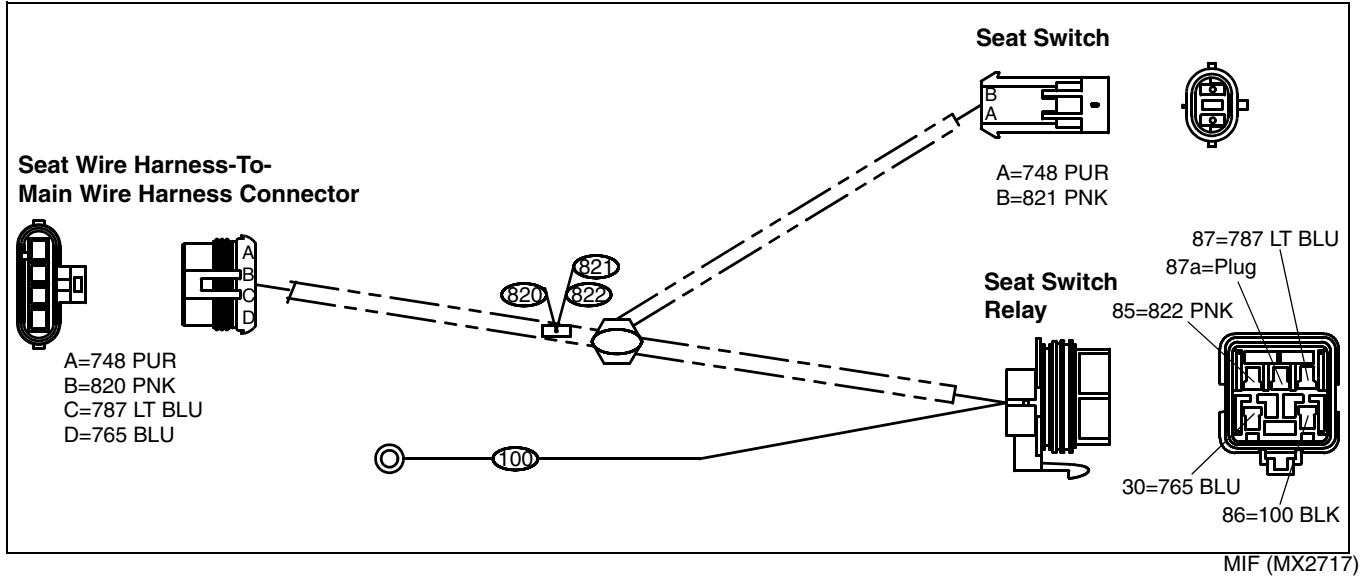 Seat Switch
B
A
A=748 PUR
B=821 PNK
Seat Wire Harness-To-
Main Wire Harness Connector
A
B
C
D
A=748 PUR
B=820 PNK
C=787 LT BLU
D=765 BLU
821
820
822
100
Seat Switch
Relay
87=787 LT BLU
87a=Plug
85=822 PNK
30=765 BLU
86=100 BLK
MIF (MX2717)